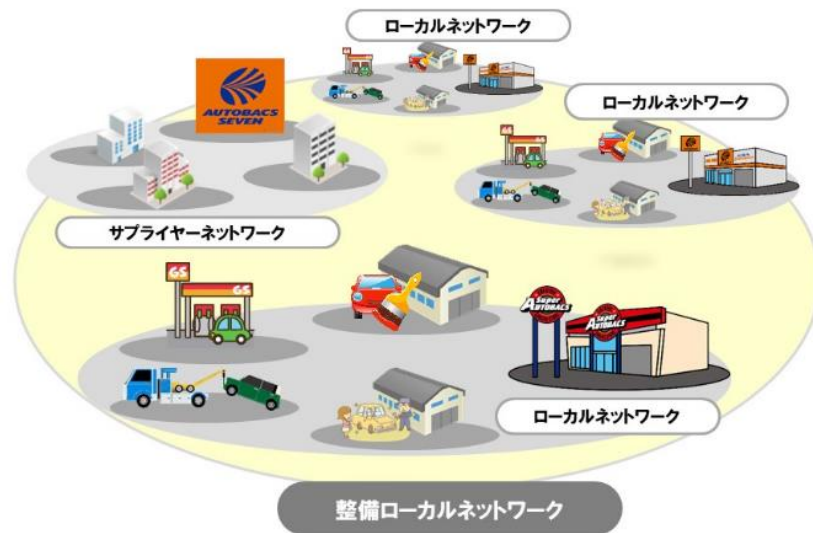 ローカルネットワーク
AUTOBACS
SEVEN
ローカルネットワーク
サプライヤーネットワーク
GS
GS
Super
AUTOBACS
Super
AUTOBACS
ローカルネットワーク
整備ローカルネットワーク